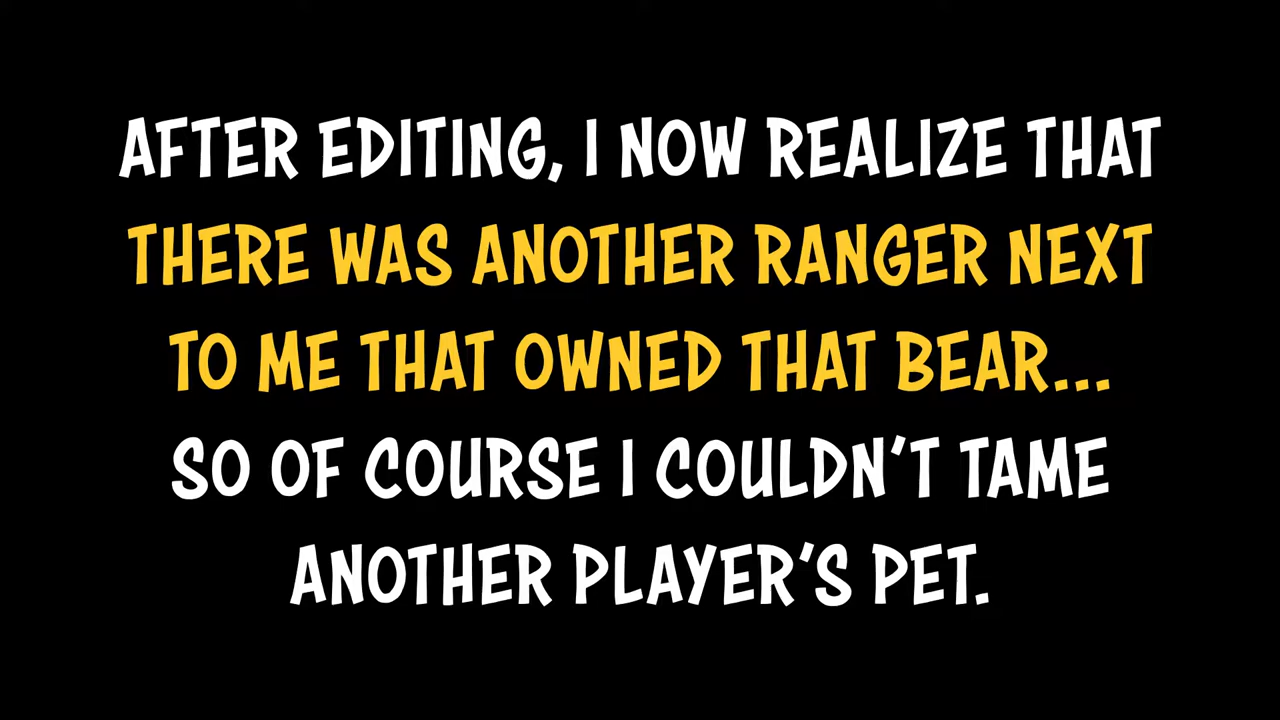 AFTER EDITING, I NOW REALIZE THAT
THERE WAS ANOTHER RANGER NEXT
TO ME THAT OWNED THAT BEAR...
SO OF COURSE I COULDN'T TAME
ANOTHER PLAYER'S PET.